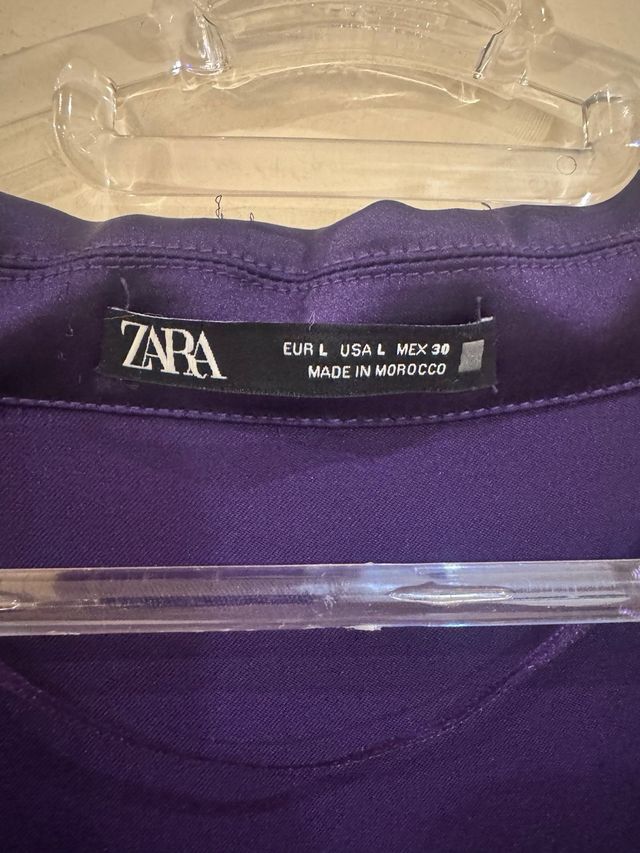 ZARA
EUR L USA L MEX 30
MADE IN MOROCCO